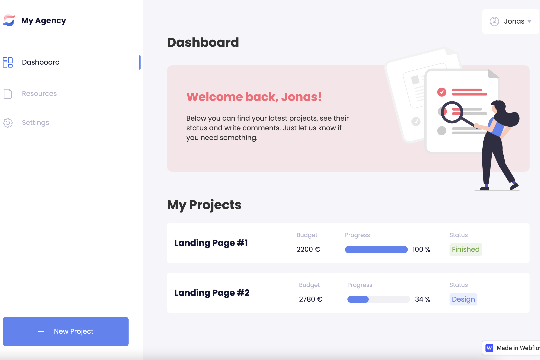 My Agency
Jonas
Dashboard
Dashboard
Resources
Settings
Welcome back, Jonas!
Below you can find your latest projects, see their
status and write comments. Just let us know if
you need something.
My Projects
Budget Progress Status
Landing Page #1 2200 € 100 % Finished
Budget Progress Status
Landing Page #2 2780 € 34 % Design
New Project
Made in Webflow